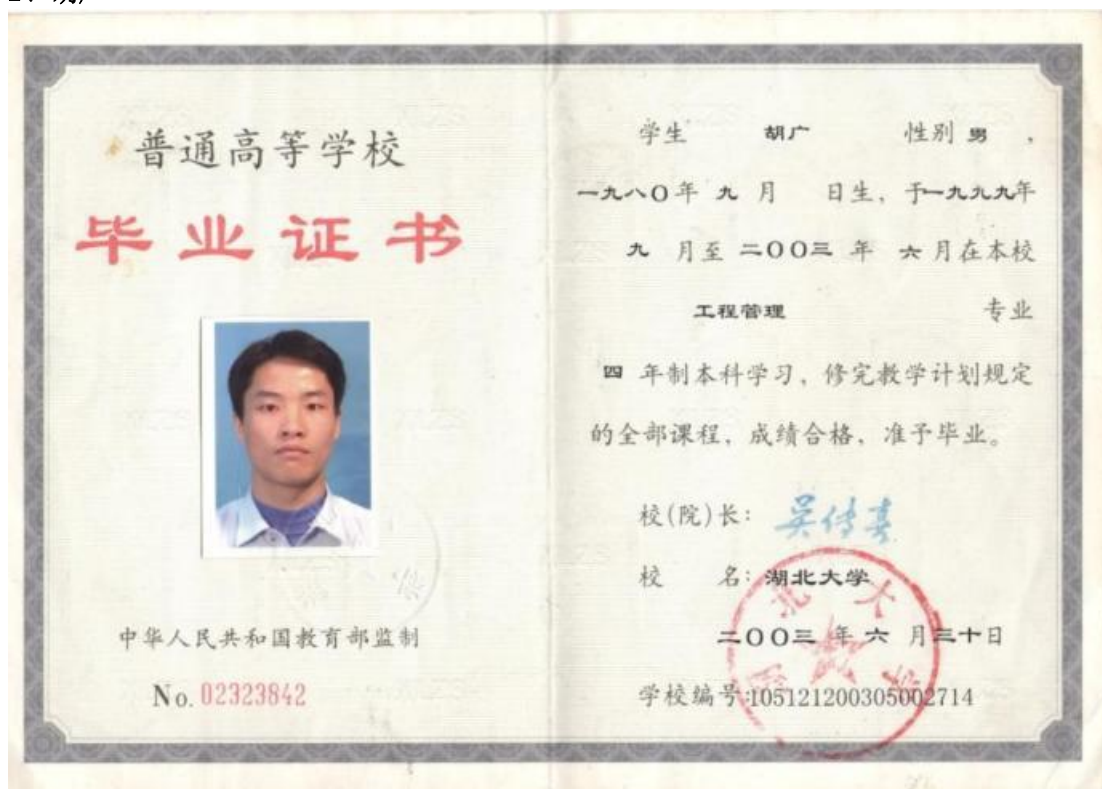 普通高等学校
毕业证书
中华人民共和国教育部监制
No. 02323842
学生 胡广 性别 男，
一九八〇年 九 月 日生，于一九九九年
九 月至 二〇〇三 年 六 月在本校
工程管理 专业
四 年制本科学习，修完教学计划规定
的全部课程，成绩合格，准予毕业。
校(院)长：吴传喜
校 名：湖北大学
二〇〇三 年 六 月三十日
学校编号：105121200305002714